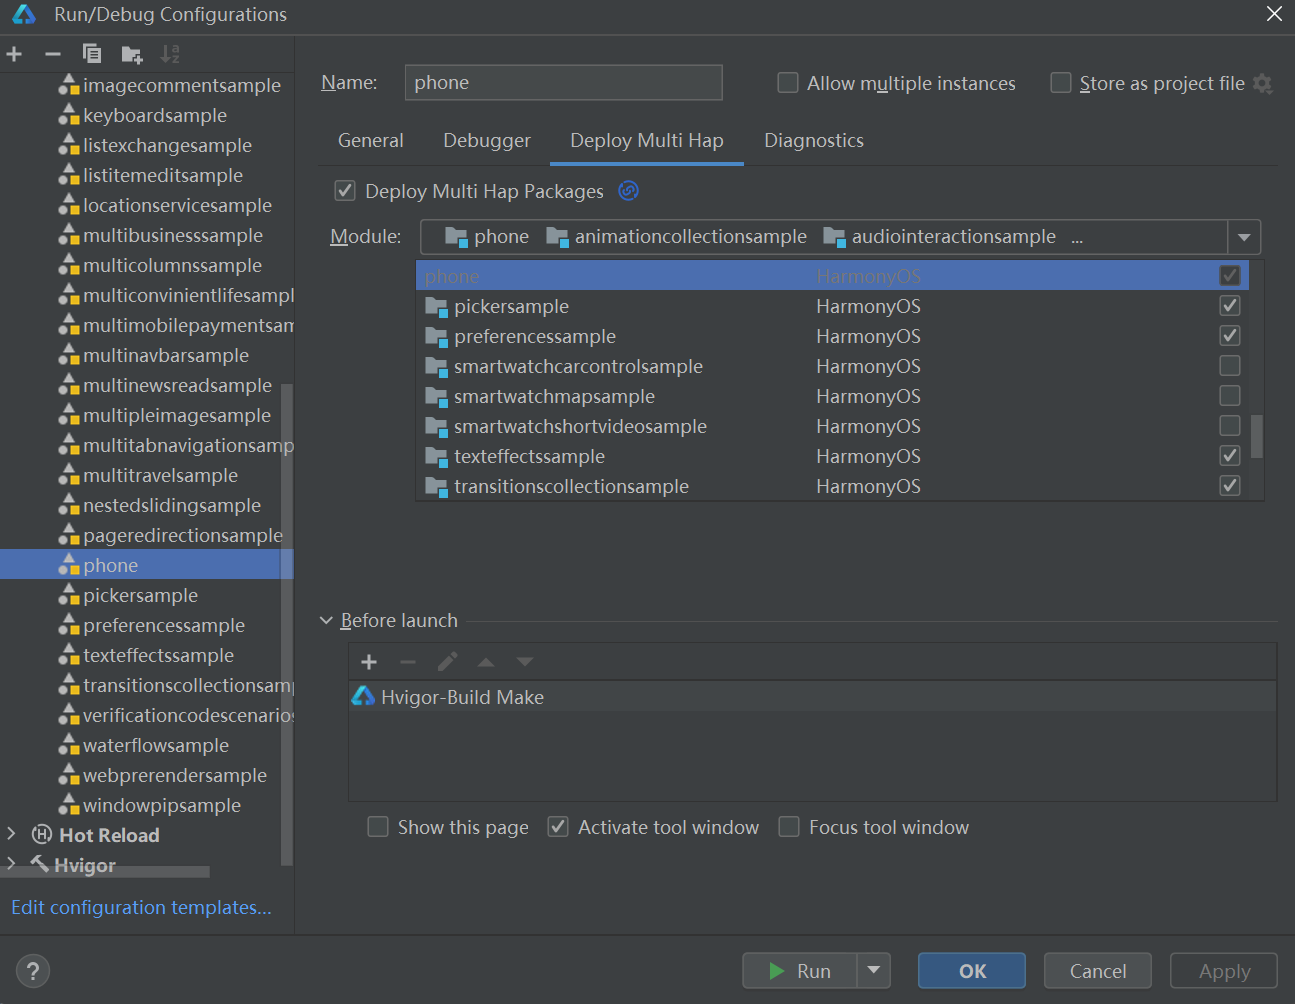 Run/Debug Configurations
imagecommentsample
keyboardsample
listexchangesample
listitemeditsample
locationservicesample
multibusinesssample
multicolumnssample
multiconvinientlifesampl
multimobilepaymentsam
multinavbarsample
multinewsreadsample
multipleimagesample
multitabnavigationsamp
multitravelsample
nestedslidingsample
pageredirectionsample
phone
pickersample
preferencessample
texteffectssample
transitionscollectionsam
verificationcodescenarios
waterflowsample
webprerendersample
windowpipsample
Hot Reload
Hvigor
Edit configuration templates...
Name: phone Allow multiple instances Store as project file
General Debugger Deploy Multi Hap Diagnostics
Deploy Multi Hap Packages
Module: phone animationcollectionsample audiointeractionsample ...
phone HarmonyOS
pickersample HarmonyOS
preferencessample HarmonyOS
smartwatchcarcontrolsample HarmonyOS
smartwatchmapsample HarmonyOS
smartwatchshortvideosample HarmonyOS
texteffectssample HarmonyOS
transitionscollectionsample HarmonyOS
Before launch
Hvigor-Build Make
Show this page Activate tool window Focus tool window
? Run OK Cancel Apply